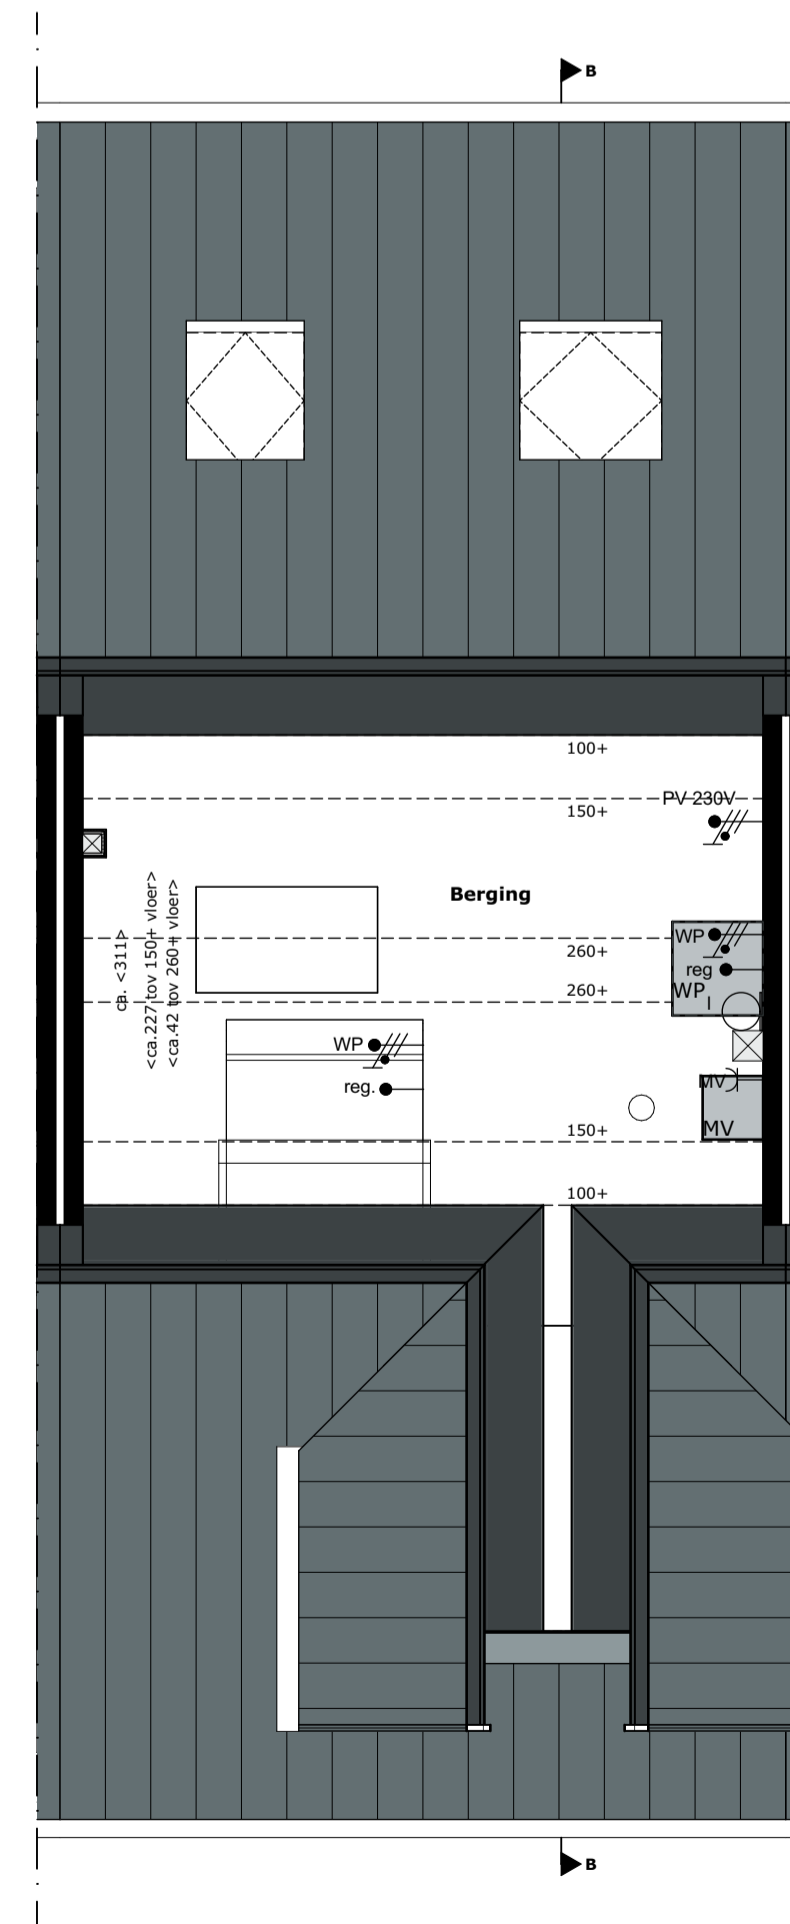 B
100+
PV 230V
150+
Berging
WP
260+
reg
260+
WP
ca. <311>
<ca.227 tov 150+ vloer>
<ca.42 tov 260+ vloer>
WP
reg.
MV
MV
150+
100+
B